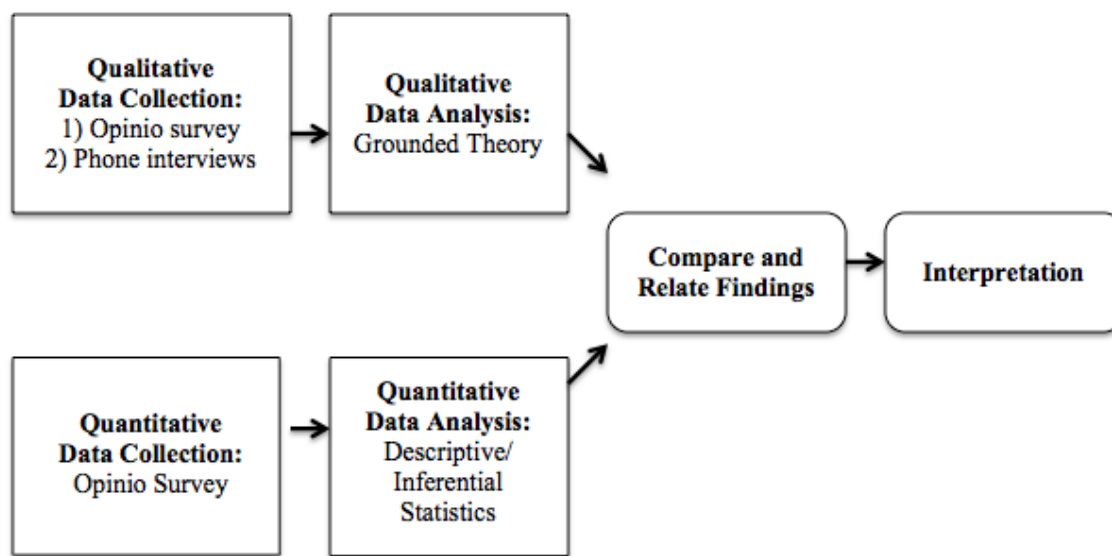 Qualitative
Data Collection:
1) Opinio survey
2) Phone interviews
Qualitative
Data Analysis:
Grounded Theory
Compare and
Relate Findings
Interpretation
Quantitative
Data Collection:
Opinio Survey
Quantitative
Data Analysis:
Descriptive/
Inferential
Statistics